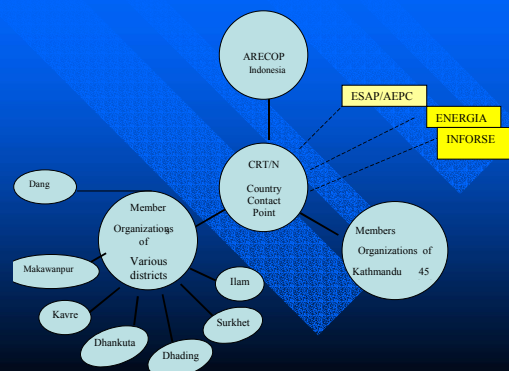 ARECOP
Indonesia
ESAP/AEPC
ENERGIA
INFORSE
CRT/N
Country
Contact
Point
Dang
Member
Organizations
of
Various
districts
Members
Organizations of
Kathmandu 45
Makawanpur
Ilam
Kavre
Surkhet
Dhankuta
Dhading